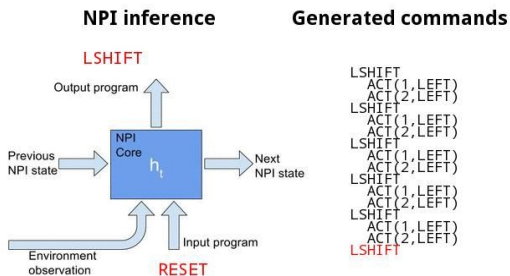 NPI inference
LSHIFT
Output program
NPI
Core
h_t
Previous
NPI state
Next
NPI state
Input program
Environment
observation
RESET
Generated commands
LSHIFT
ACT(1,LEFT)
ACT(2,LEFT)
LSHIFT
ACT(1,LEFT)
ACT(2,LEFT)
LSHIFT
ACT(1,LEFT)
ACT(2,LEFT)
LSHIFT
ACT(1,LEFT)
ACT(2,LEFT)
LSHIFT
ACT(1,LEFT)
ACT(2,LEFT)
LSHIFT